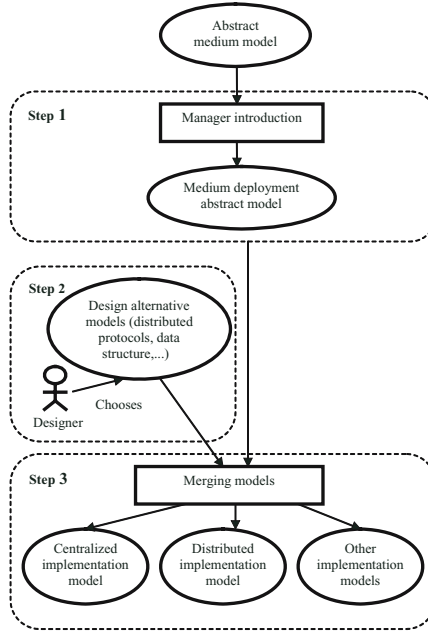 Abstract
medium model
Step 1
Manager introduction
Medium deployment
abstract model
Step 2
Design alternative
models (distributed
protocols, data
structure,...)
Chooses
Designer
Step 3
Merging models
Centralized
implementation
model
Distributed
implementation
model
Other
implementation
models